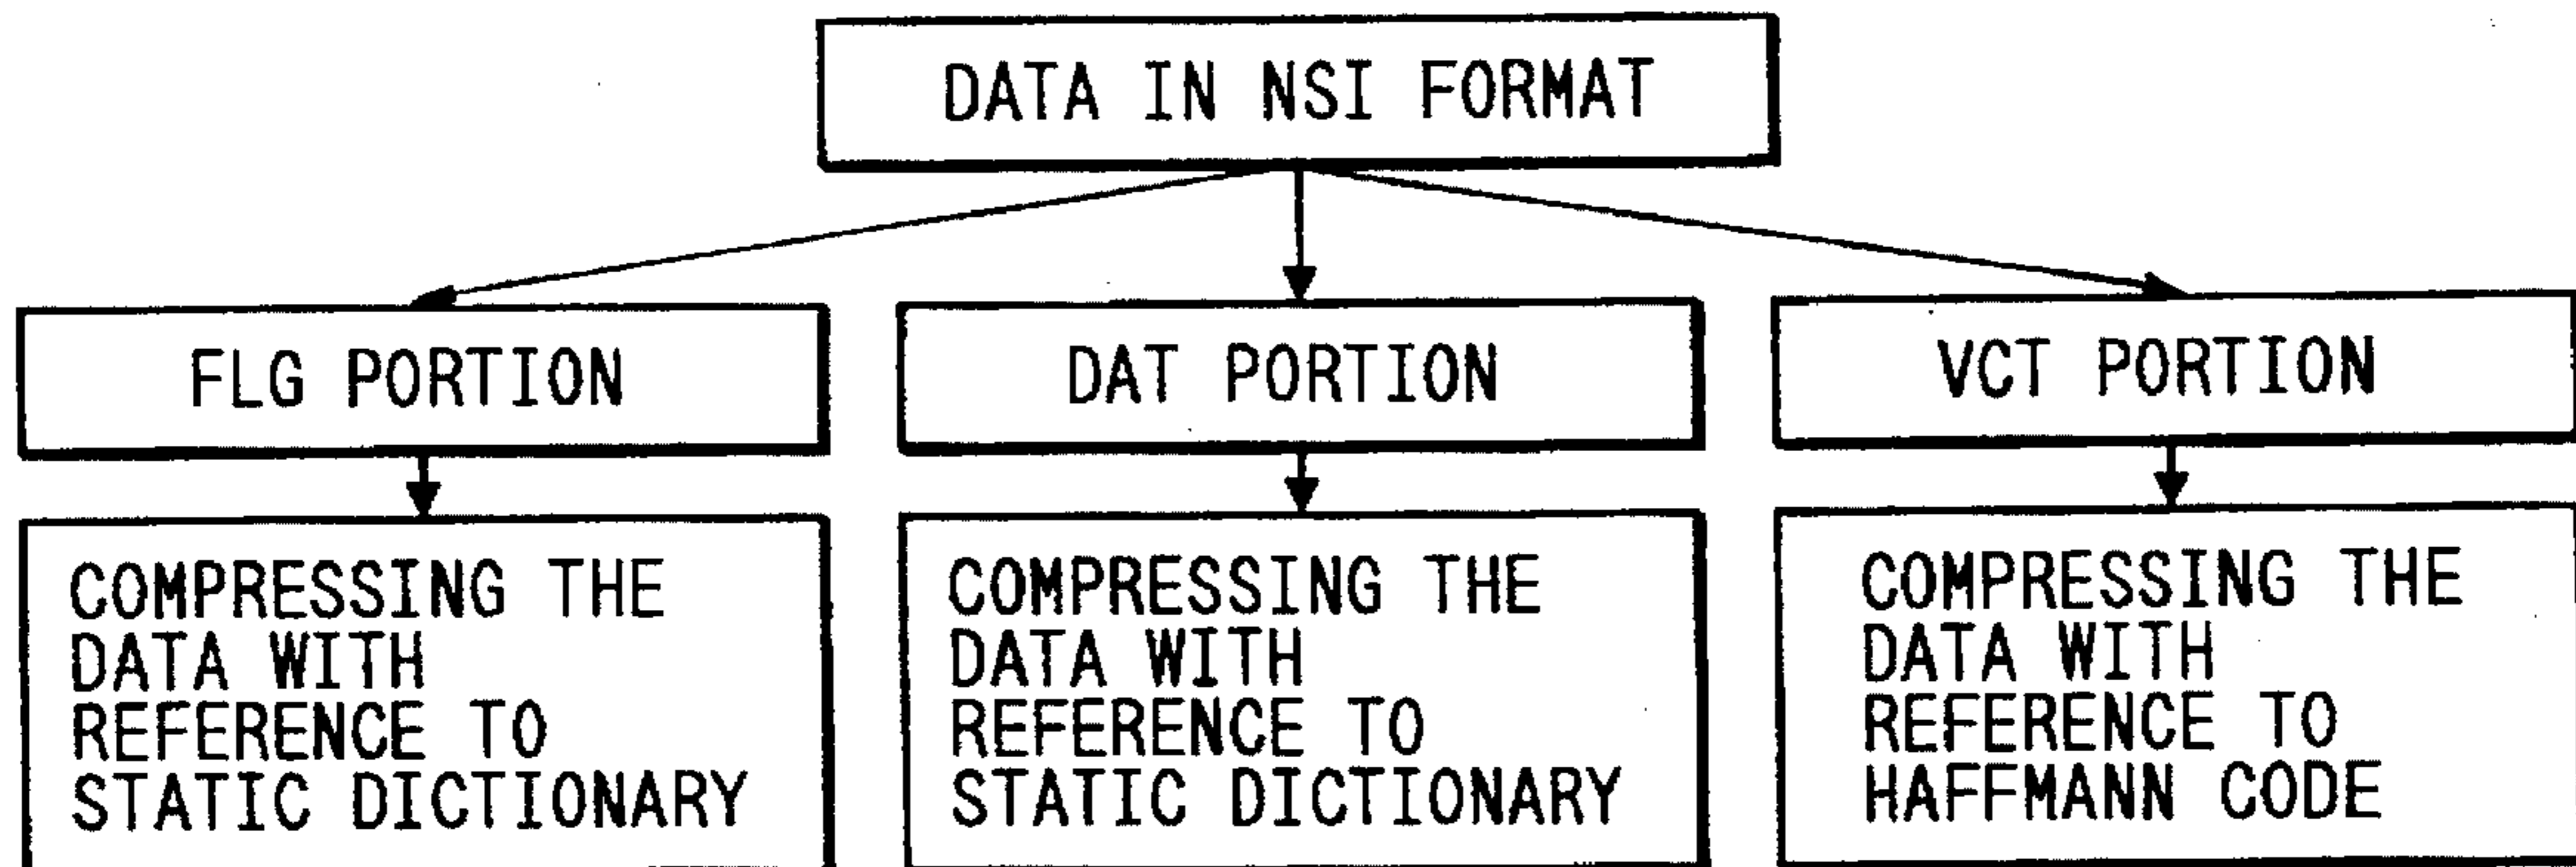 DATA IN NSI FORMAT
FLG PORTION
DAT PORTION
VCT PORTION
COMPRESSING THE
DATA WITH
REFERENCE TO
STATIC DICTIONARY
COMPRESSING THE
DATA WITH
REFERENCE TO
STATIC DICTIONARY
COMPRESSING THE
DATA WITH
REFERENCE TO
HAFFMANN CODE